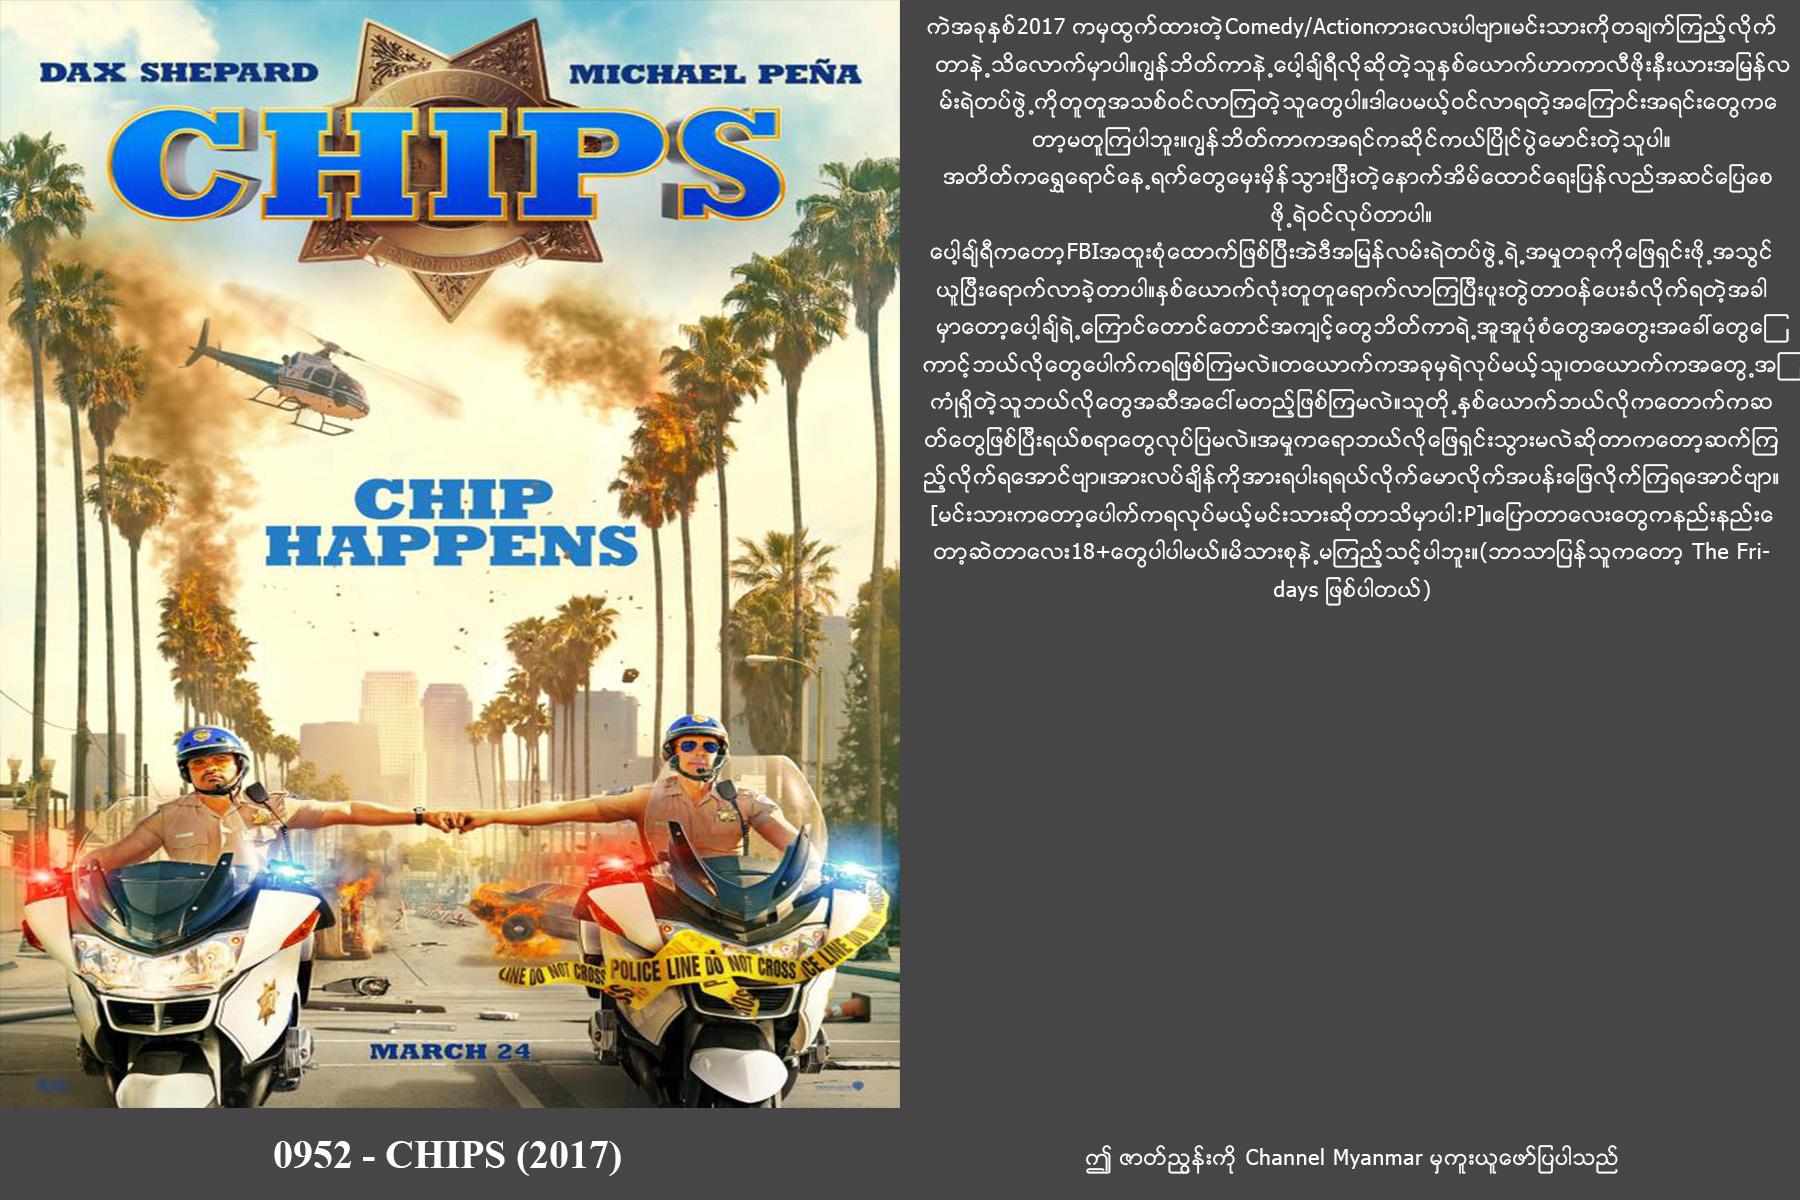 DAX SHEPARD
MICHAEL PEÑA
CHIPS
CHIP
HAPPENS
POLICE LINE DO NOT CROSS
MARCH 24
0952 - CHIPS (2017)
ကဲအခုနှစ်2017 ကမှထွက်ထားတဲ့Comedy/Actionကားလေးပါဗျာ။မင်းသားကိုတချက်ကြည့်လိုက်
တာနဲ့သိလောက်မှာပါ။ဂျွန်ဘိတ်ကာနဲ့ပေါ့ချ်ရီလိုဆိုတဲ့သူနှစ်ယောက်ဟာကာလီဖိုးနီးယားအမြန်လ
မ်းရဲတပ်ဖွဲ့ကိုတူတူအသစ်ဝင်လာကြတဲ့သူတွေပါ။ဒါပေမယ့်ဝင်လာရတဲ့အကြောင်းအရင်းတွေကေ
တာ့မတူကြပါဘူး။ဂျွန်ဘိတ်ကာကအရင်ကဆိုင်ကယ်ပြိုင်ပွဲမောင်းတဲ့သူပါ။
အတိတ်ကရွှေရောင်နေ့ရက်တွေမှေးမှိန်သွားပြီးတဲ့နောက်အိမ်ထောင်ရေးပြန်လည်အဆင်ပြေစေ
ဖို့ရဲဝင်လုပ်တာပါ။
ပေါ့ချ်ရီကတော့FBIအထူးစုံထောက်ဖြစ်ပြီးအဲဒီအမြန်လမ်းရဲတပ်ဖွဲ့ရဲ့အမှုတခုကိုဖြေရှင်းဖို့အသွင်
ယူပြီးရောက်လာခဲ့တာပါ။နှစ်ယောက်လုံးတူတူရောက်လာကြပြီးပူးတွဲတာဝန်ပေးခံလိုက်ရတဲ့အခါ
မှာတော့ပေါ့ချ်ရဲ့ကြောင်တောင်တောင်အကျင့်တွေဘိတ်ကာရဲ့အူအူပုံစံတွေအတွေးအခေါ်တွေကြေ
ကာင့်ဘယ်လိုတွေပေါက်ကရဖြစ်ကြမလဲ။တယောက်ကအခုမှရဲလုပ်မယ့်သူ၊တယောက်ကအတွေ့အကြ
ကုံရှိတဲ့သူဘယ်လိုတွေအဆီအငေါ်မတည့်ဖြစ်ကြမလဲ။သူတို့နှစ်ယောက်ဘယ်လိုကတောက်ကဆ
တ်တွေဖြစ်ပြီးရယ်စရာတွေလုပ်ပြမလဲ။အမှုကရောဘယ်လိုဖြေရှင်းသွားမလဲဆိုတာကတော့ဆက်ကြ
ည့်လိုက်ရအောင်ဗျာ။အားလပ်ချိန်ကိုအားရပါးရရယ်လိုက်မောလိုက်အပန်းဖြေလိုက်ကြရအောင်ဗျာ။
[မင်းသားကတော့ပေါက်ကရလုပ်မယ့်မင်းသားဆိုတာသိမှာပါ:P]။ပြောတာလေးတွေကနည်းနည်းေ
တာ့ဆဲတာလေး18+တွေပါပါမယ်။မိသားစုနဲ့မကြည့်သင့်ပါဘူး။(ဘာသာပြန်သူကတော့ The Fri-
days ဖြစ်ပါတယ်)
ဤ ဇာတ်ညွှန်းကို Channel Myanmar မှကူးယူဖော်ပြပါသည်